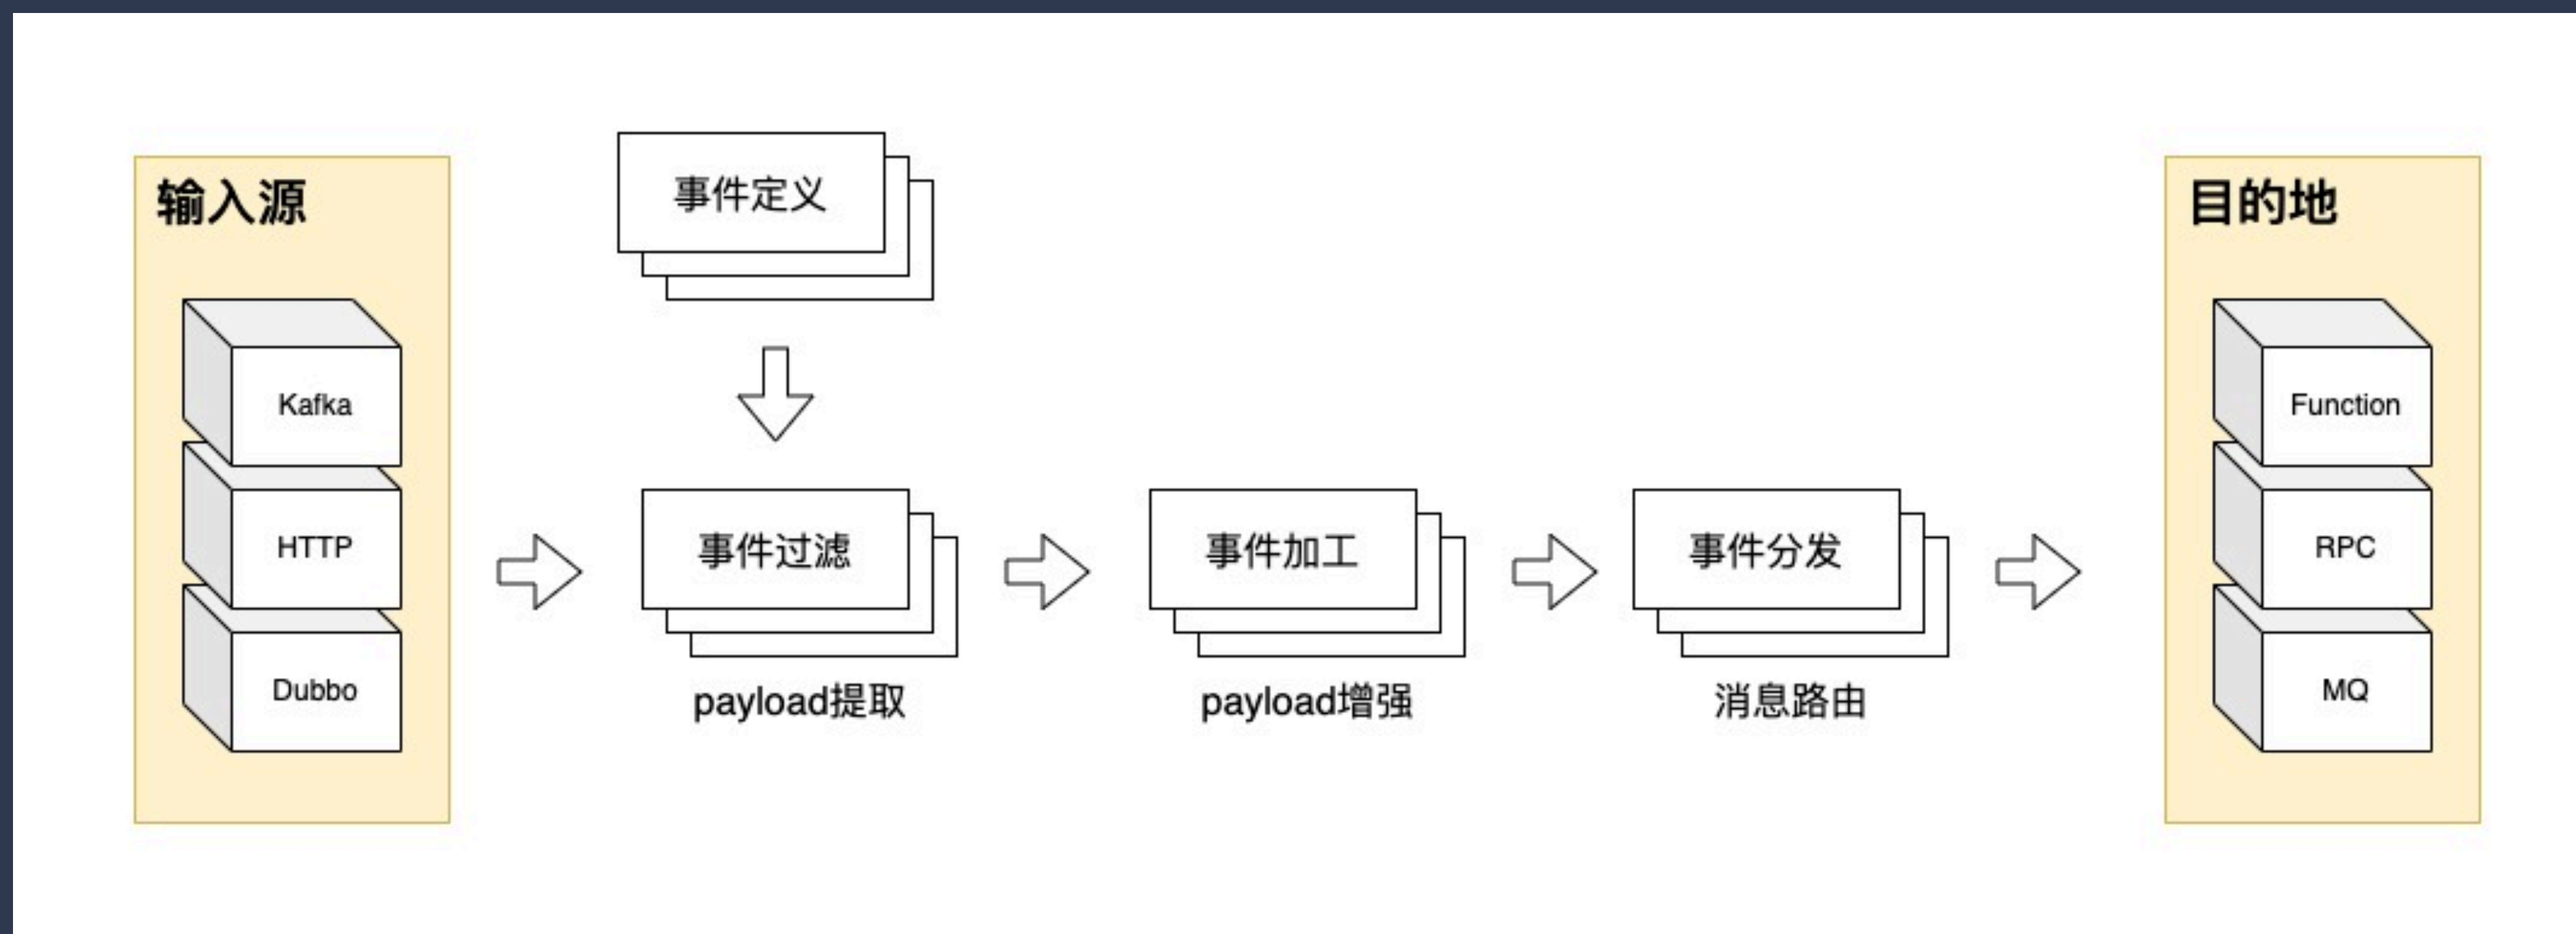 输入源
Kafka
HTTP
Dubbo
事件定义
事件过滤
payload提取
事件加工
payload增强
事件分发
消息路由
目的地
Function
RPC
MQ